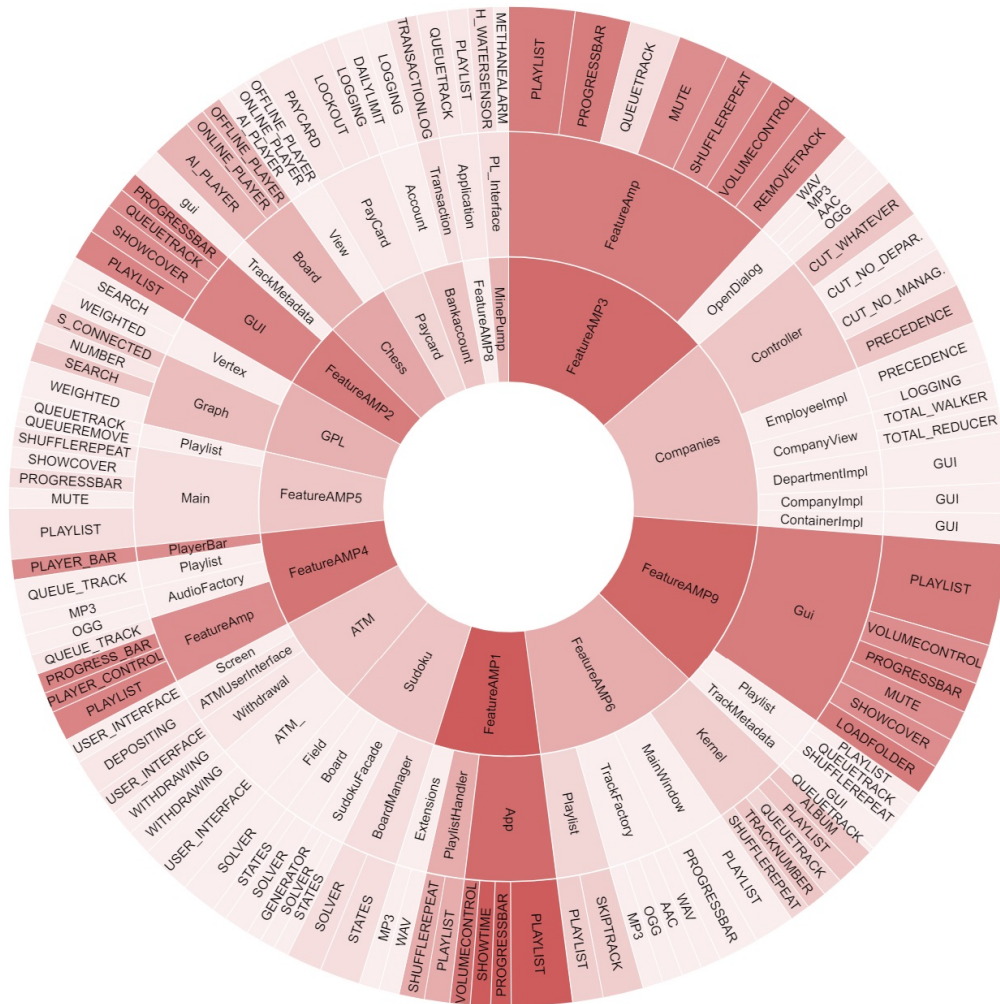 FeatureAMP3
Companies
FeatureAMP9
FeatureAMP6
FeatureAMP1
Sudoku
ATM
FeatureAMP4
FeatureAMP5
GPL
FeatureAMP2
Chess
Paycard
Bankaccount
FeatureAMP8
MinePump
FeatureAmp
OpenDialog
Controller
EmployeeImpl
CompanyView
DepartmentImpl
CompanyImpl
ContainerImpl
Gui
Playlist
TrackMetadata
Kernel
MainWindow
TrackFactory
Playlist
App
PlaylistHandler
Extensions
BoardManager
SudokuFacade
Board
Field
ATM_
Withdrawal
ATMUserInterface
Screen
FeatureAmp
AudioFactory
Playlist
PlayerBar
Main
Playlist
Graph
Vertex
GUI
TrackMetadata
Board
View
PayCard
Account
Transaction
Application
PL_Interface
PLAYLIST
PROGRESSBAR
QUEUETRACK
MUTE
SHUFFLEREPEAT
VOLUMECONTROL
REMOVETRACK
WAV
MP3
AAC
OGG
CUT_WHATEVER
CUT_NO_DEPAR.
CUT_NO_MANAG.
PRECEDENCE
PRECEDENCE
LOGGING
TOTAL_WALKER
TOTAL_REDUCER
GUI
GUI
GUI
PLAYLIST
VOLUMECONTROL
PROGRESSBAR
MUTE
SHOWCOVER
LOADFOLDER
PLAYLIST
QUEUETRACK
SHUFFLEREPEAT
GUI
QUEUETRACK
ALBUM
PLAYLIST
QUEUETRACK
TRACKNUMBER
SHUFFLEREPEAT
PLAYLIST
PROGRESSBAR
WAV
AAC
OGG
MP3
SKIPTRACK
PLAYLIST
PLAYLIST
PROGRESSBAR
SHOWTIME
VOLUMECONTROL
PLAYLIST
SHUFFLEREPEAT
WAV
MP3
STATES
SOLVER
STATES
SOLVER
GENERATOR
SOLVER
STATES
SOLVER
USER_INTERFACE
WITHDRAWING
WITHDRAWING
USER_INTERFACE
DEPOSITING
USER_INTERFACE
PLAYLIST
PLAYER_CONTROL
PROGRESS_BAR
QUEUE_TRACK
OGG
MP3
QUEUE_TRACK
PLAYER_BAR
PLAYLIST
MUTE
PROGRESSBAR
SHOWCOVER
SHUFFLEREPEAT
QUEUEREMOVE
QUEUETRACK
WEIGHTED
SEARCH
NUMBER
S_CONNECTED
WEIGHTED
SEARCH
PLAYLIST
SHOWCOVER
QUEUETRACK
PROGRESSBAR
gui
AI_PLAYER
ONLINE_PLAYER
OFFLINE_PLAYER
AI_PLAYER
ONLINE_PLAYER
OFFLINE_PLAYER
PAYCARD
LOCKOUT
LOGGING
DAILYLIMIT
LOGGING
TRANSACTIONLOG
QUEUETRACK
PLAYLIST
H_WATERSENSOR
METHANEALARM